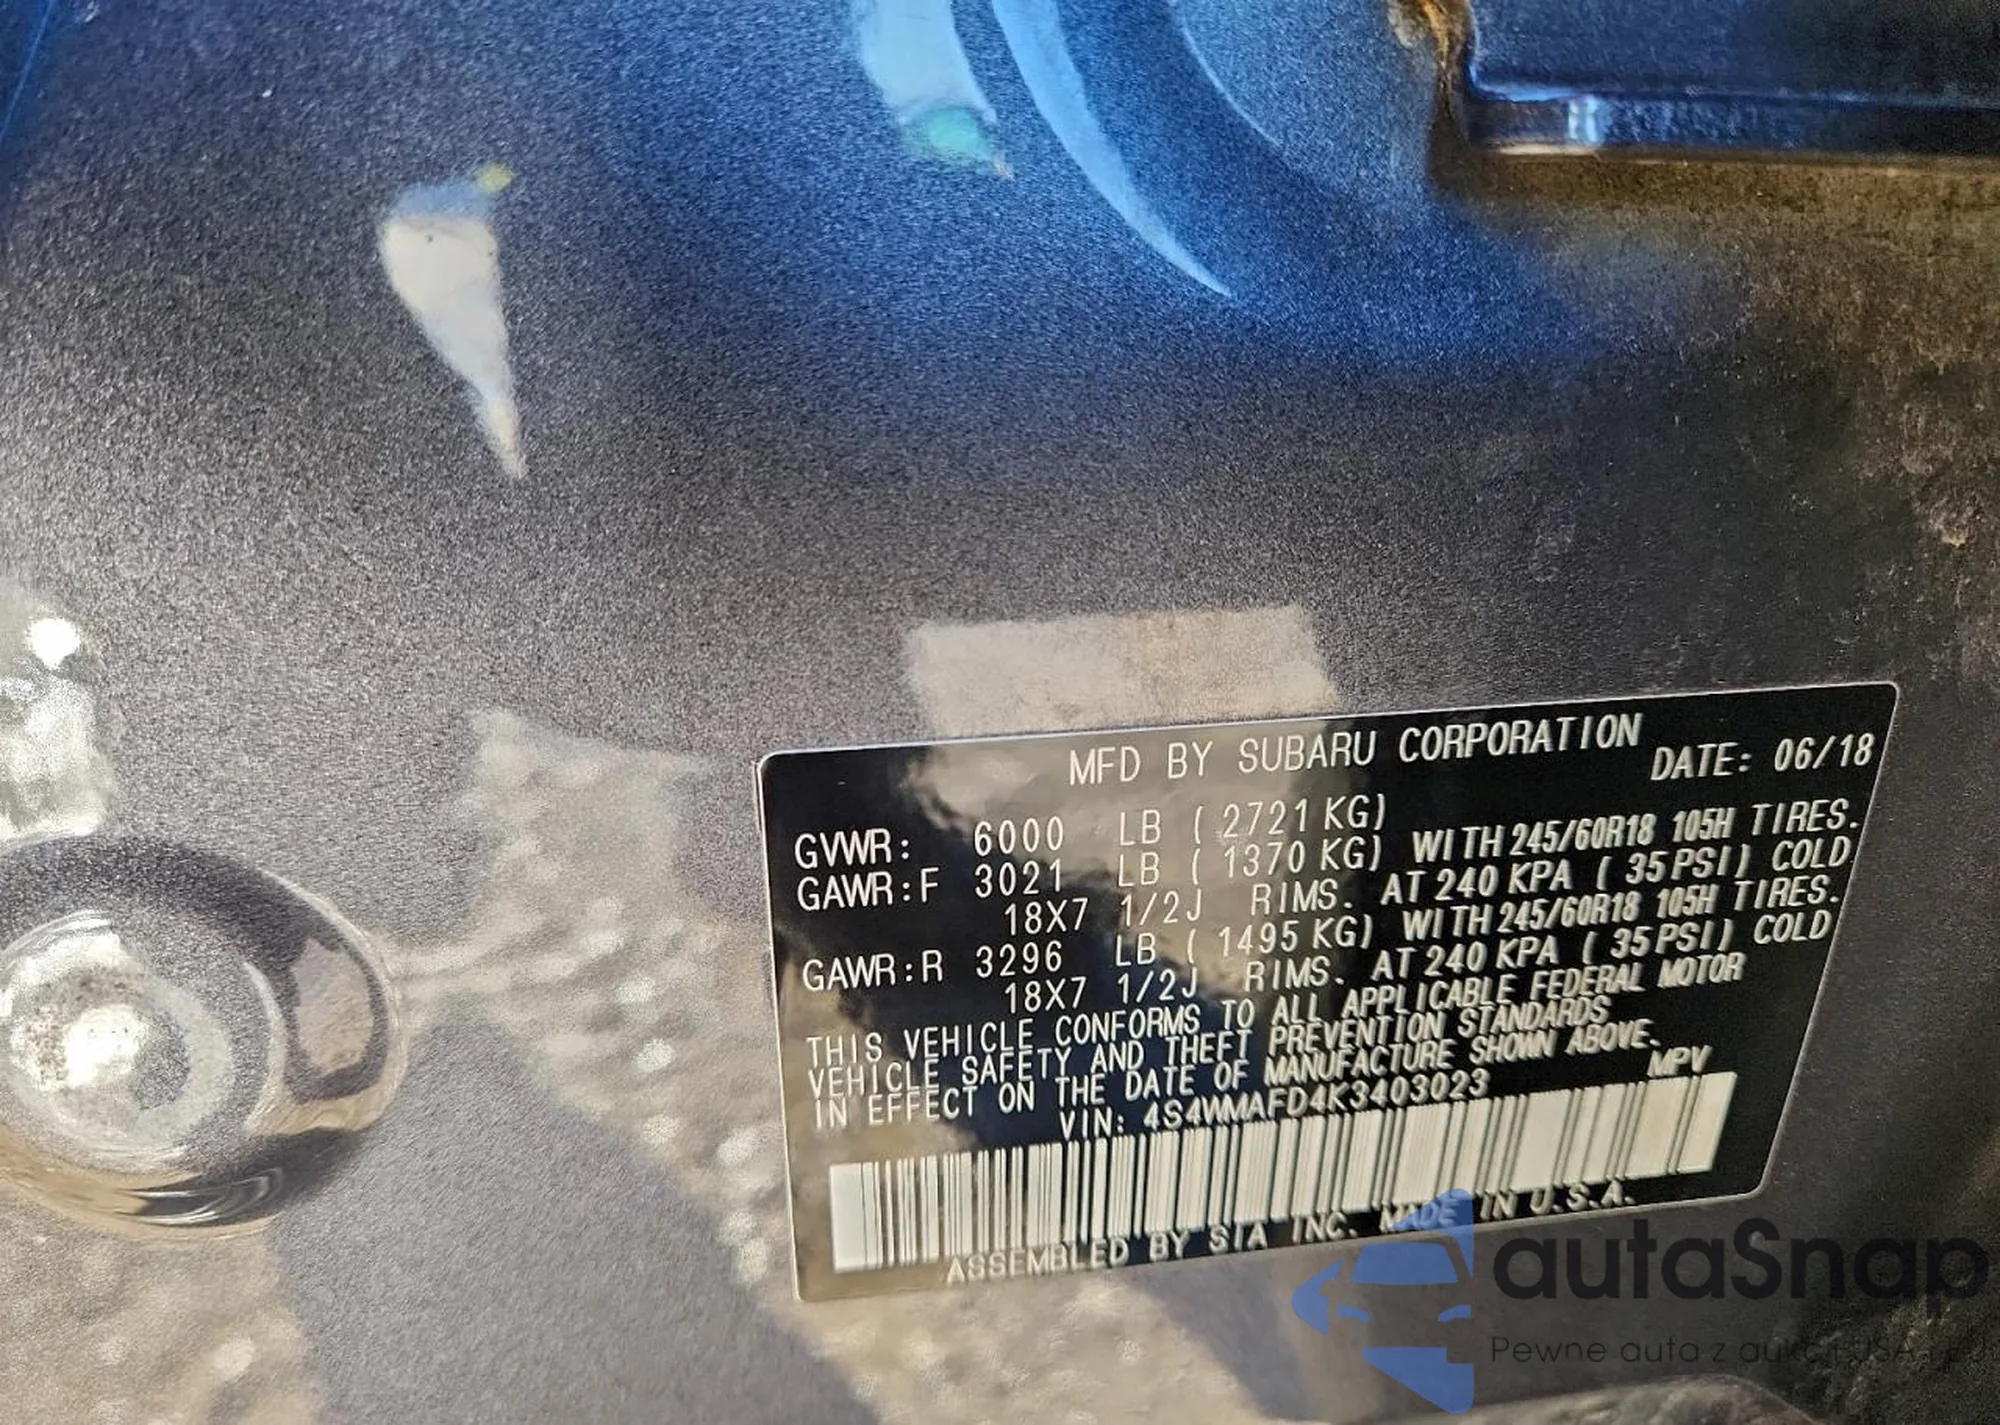 MFD BY SUBARU CORPORATION
DATE: 06/18
GVWR: 6000 LB ( 2721 KG)
GAWR:F 3021 LB ( 1370 KG) WITH 245/60R18 105H TIRES.
18X7 1/2J RIMS. AT 240 KPA ( 35 PSI) COLD
GAWR:R 3296 LB ( 1495 KG) WITH 245/60R18 105H TIRES.
18X7 1/2J RIMS. AT 240 KPA ( 35 PSI) COLD
THIS VEHICLE CONFORMS TO ALL APPLICABLE FEDERAL MOTOR
VEHICLE SAFETY AND THEFT PREVENTION STANDARDS
IN EFFECT ON THE DATE OF MANUFACTURE SHOWN ABOVE.
VIN: 4S4WMAFD4K3403023 MPV
ASSEMBLED BY SIA INC. MADE IN U.S.A.
autaSnap
Pewne auta z aukcji USA